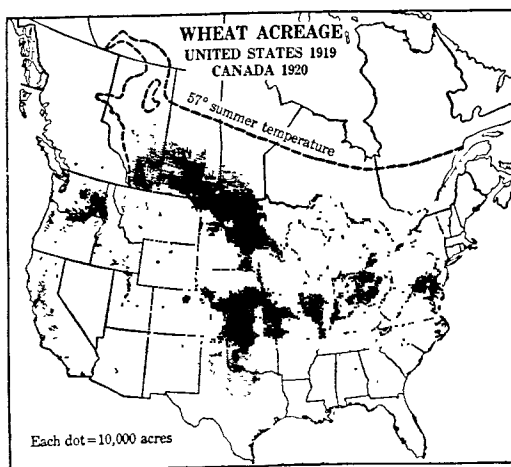 WHEAT ACREAGE
UNITED STATES 1919
CANADA 1920
57° summer temperature
Each dot=10,000 acres